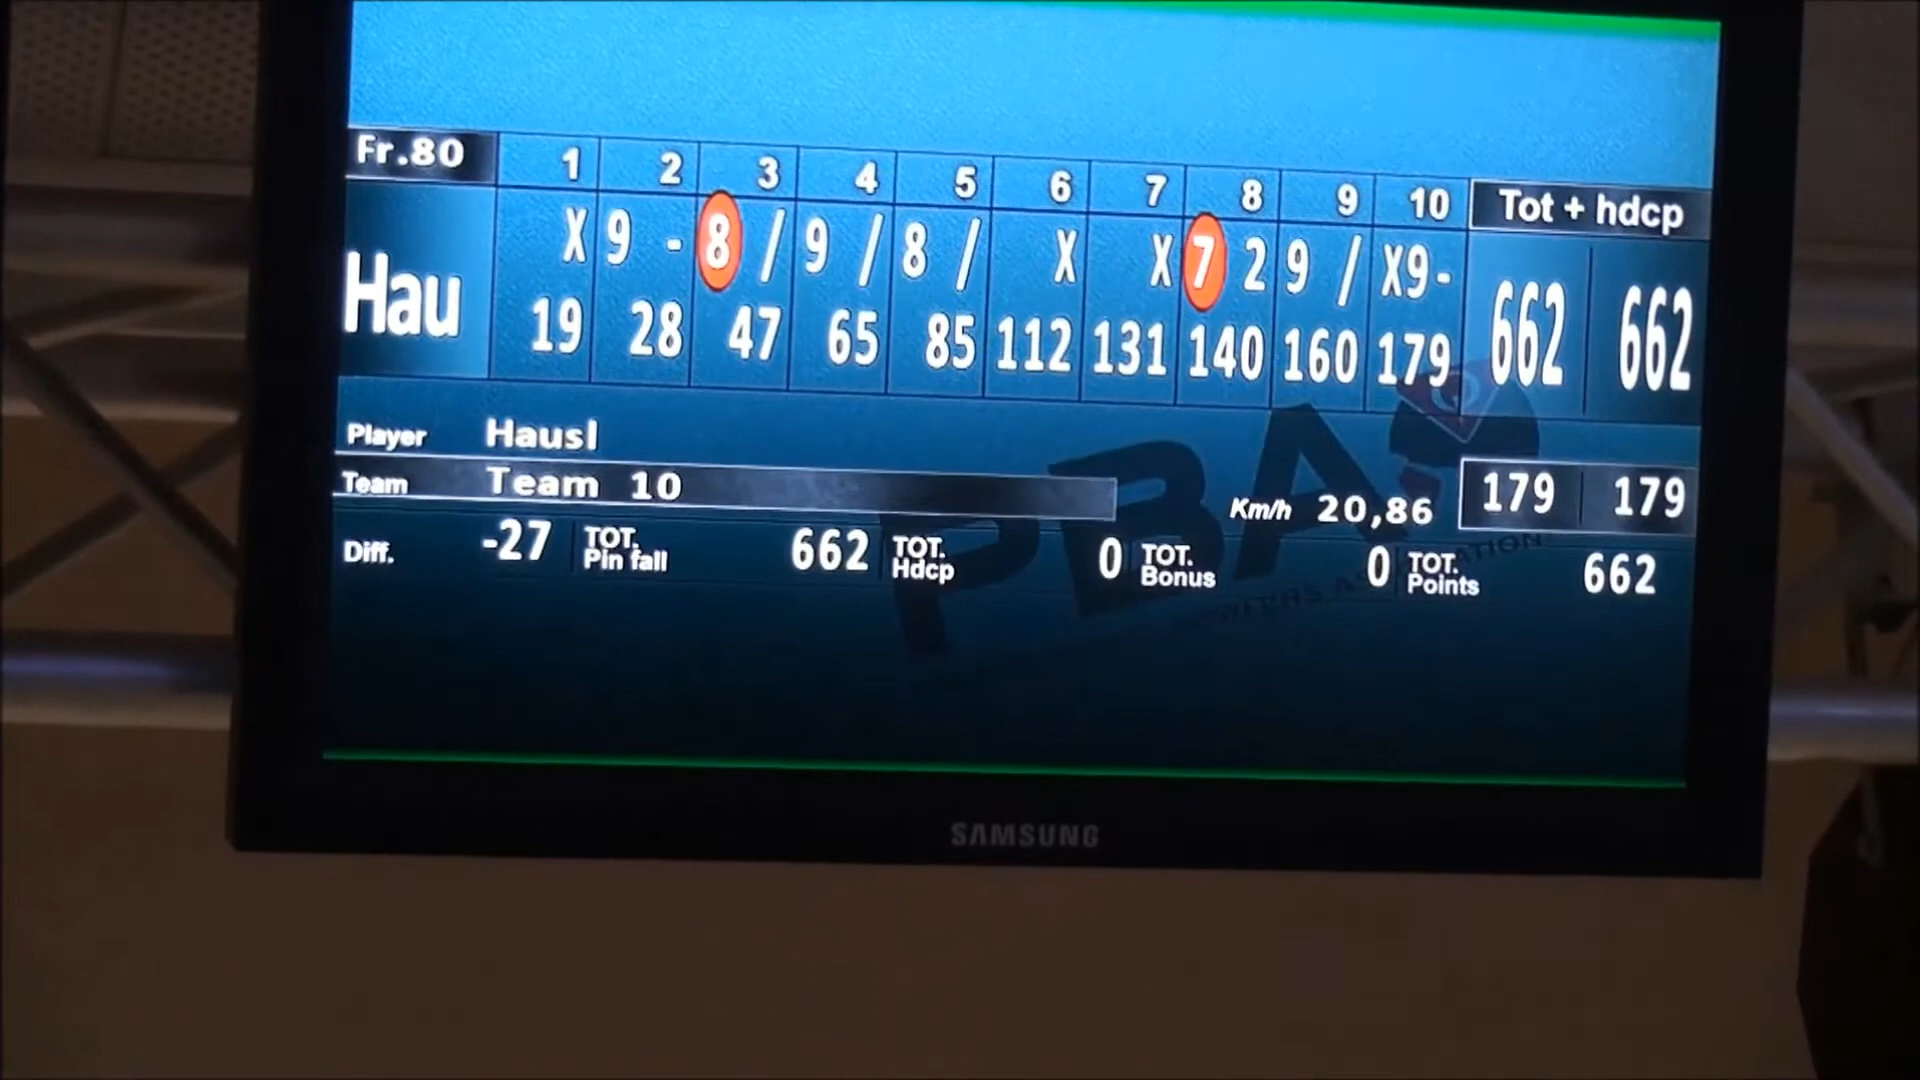 Fr.80 1 2 3 4 5 6 7 8 9 10 Tot + hdcp
X 9 - 8 / 9 / 8 / X X 7 2 9 / X9-
Hau 19 28 47 65 85 112 131 140 160 179 662 662
Player Hausl
Team Team 10
Km/h 20,86 179 179
Diff. -27 TOT. Pin fall 662 TOT. Hdcp 0 TOT. Bonus 0 TOT. Points 662
PBA
SAMSUNG